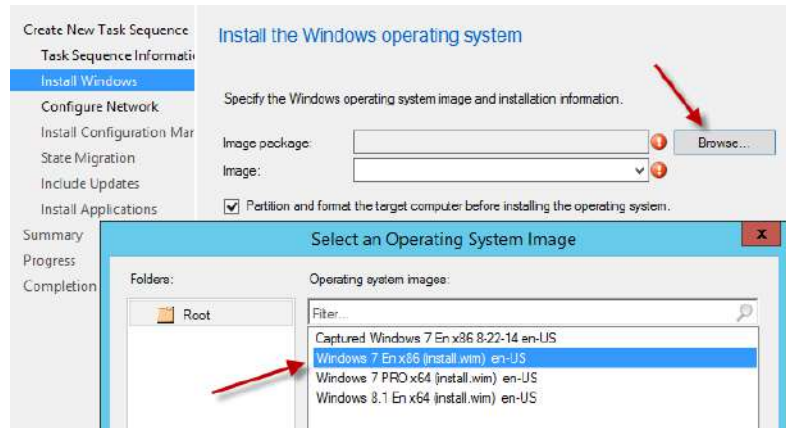 Create New Task Sequence
Install the Windows operating system
Task Sequence Informati
Install Windows
Configure Network
Install Configuration Mar
State Migration
Include Updates
Install Applications
Summary
Progress
Completion
Specify the Windows operating system image and installation information.
Image package:
Browse...
Image:
Partition and format the target computer before installing the operating system.
Select an Operating System Image
x
Folders:
Operating system images:
Root
Filter...
Captured Windows 7 En x86 8-22-14 en-US
Windows 7 En x86 (install.wim) en-US
Windows 7 PRO x64 (install.wim) en-US
Windows 8.1 En x64 (install.wim) en-US